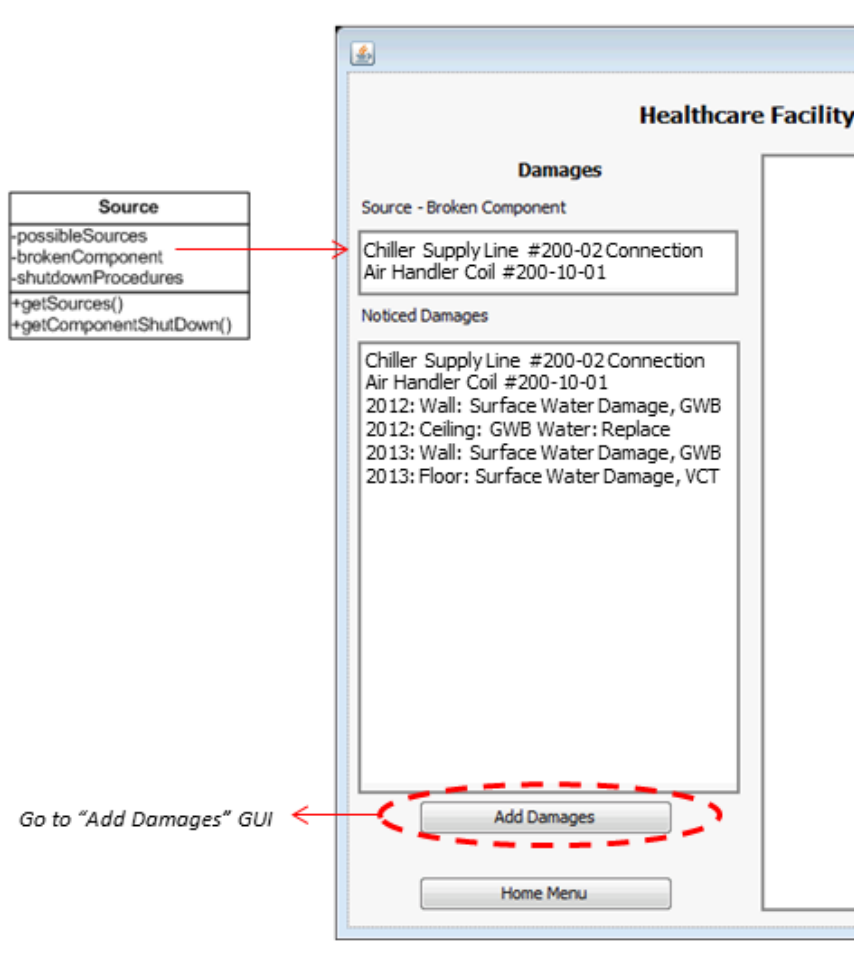 Healthcare Facility
Damages
Source - Broken Component
Chiller Supply Line #200-02 Connection
Air Handler Coil #200-10-01
Noticed Damages
Chiller Supply Line #200-02 Connection
Air Handler Coil #200-10-01
2012: Wall: Surface Water Damage, GWB
2012: Ceiling: GWB Water: Replace
2013: Wall: Surface Water Damage, GWB
2013: Floor: Surface Water Damage, VCT
Add Damages
Home Menu
Source
-possibleSources
-brokenComponent
-shutdownProcedures
+getSources()
+getComponentShutDown()
Go to “Add Damages” GUI